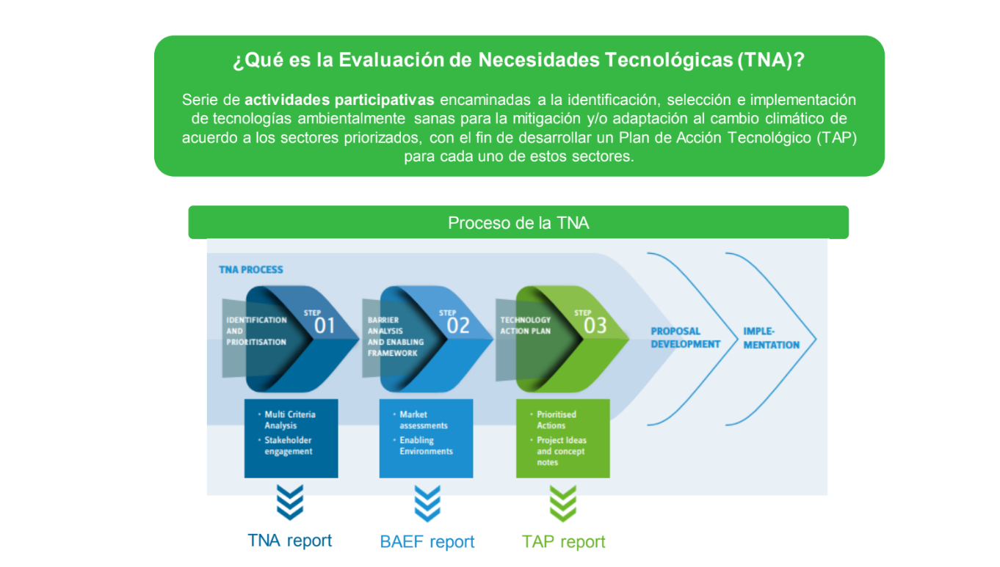 ¿Qué es la Evaluación de Necesidades Tecnológicas (TNA)?
Serie de actividades participativas encaminadas a la identificación, selección e implementación
de tecnologías ambientalmente sanas para la mitigación y/o adaptación al cambio climático de
acuerdo a los sectores priorizados, con el fin de desarrollar un Plan de Acción Tecnológico (TAP)
para cada uno de estos sectores.
Proceso de la TNA
TNA PROCESS
IDENTIFICATION
AND
PRIORITISATION
STEP
01
BARRIER
ANALYSIS
AND ENABLING
FRAMEWORK
STEP
02
TECHNOLOGY
ACTION PLAN
STEP
03
PROPOSAL
DEVELOPMENT
IMPLE-
MENTATION
• Multi Criteria
Analysis
• Stakeholder
engagement
• Market
assessments
• Enabling
Environments
• Prioritised
Actions
• Project Ideas
and concept
notes
TNA report
BAEF report
TAP report